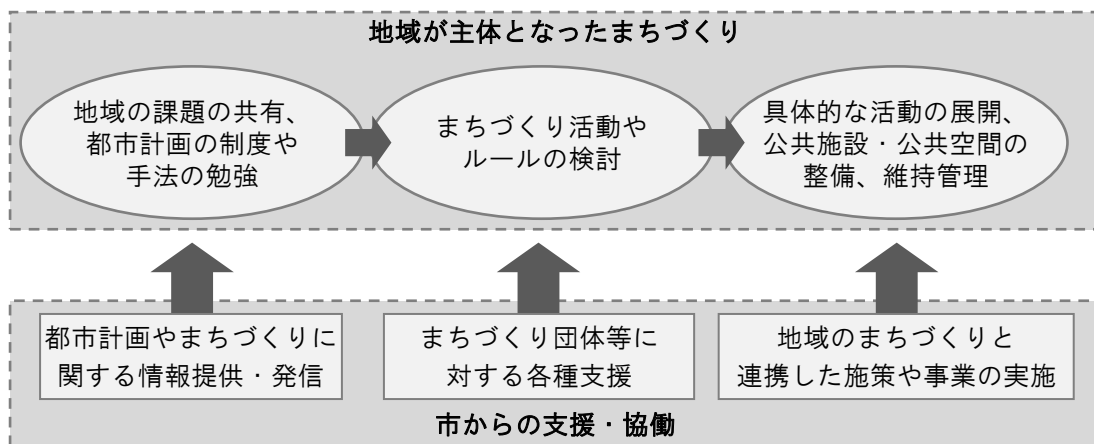 地域が主体となったまちづくり
地域の課題の共有、
都市計画の制度や
手法の勉強
まちづくり活動や
ルールの検討
具体的な活動の展開、
公共施設・公共空間の
整備、維持管理
都市計画やまちづくりに
関する情報提供・発信
まちづくり団体等に
対する各種支援
地域のまちづくりと
連携した施策や事業の実施
市からの支援・協働